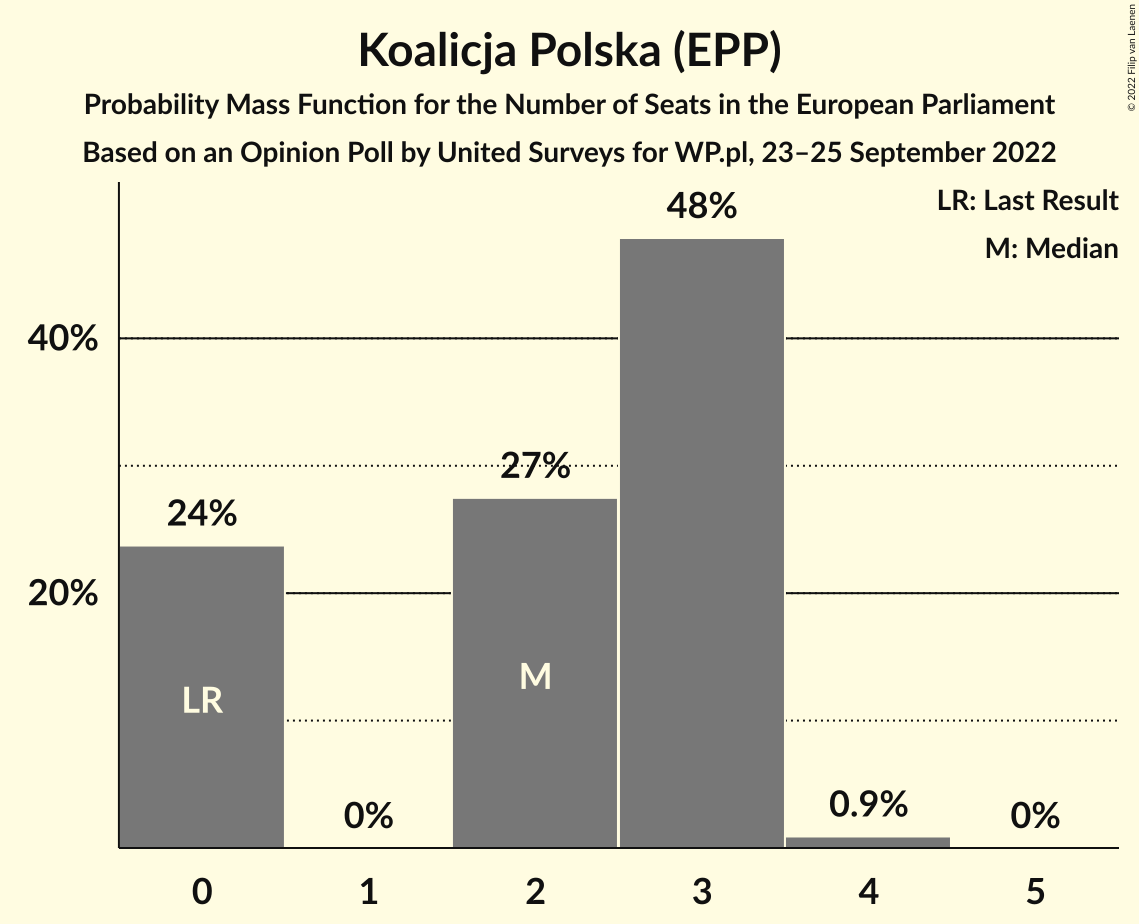 Koalicja Polska (EPP)
Probability Mass Function for the Number of Seats in the European Parliament
Based on an Opinion Poll by United Surveys for WP.pl, 23–25 September 2022
© 2022 Filip van Laenen
LR: Last Result
M: Median
48%
40%
27%
24%
20%
LR
M
0%
0.9%
0%
0 1 2 3 4 5